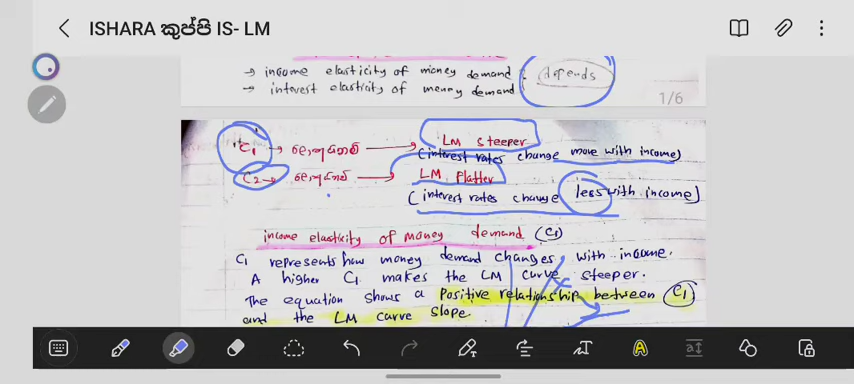 ISHARA කුප්පි IS- LM
→ income elasticity of money demand
→ interest elasticity of money demand
depends
1/6
"C1" → → LM steeper
(interest rates change more with income)
C2 → → LM flatter
(interest rates change less with income)
income elasticity of money demand (C1)
C1 represents how money demand changes with income.
A higher C1 makes the LM curve steeper.
The equation shows a Positive relationship between C1
and the LM curve slope